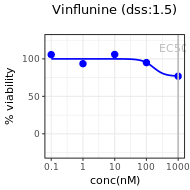 Vinflunine (dss:1.5)
EC50
100
50
0
% viability
0.1 1 10 100 1000
conc(nM)